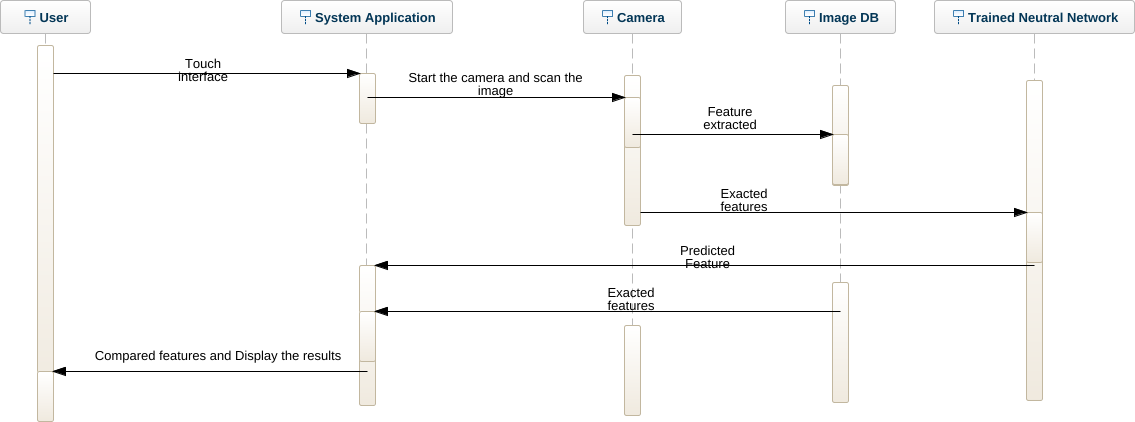 User
System Application
Camera
Image DB
Trained Neutral Network
Touch
interface
Start the camera and scan the
image
Feature
extracted
Exacted
features
Predicted
Feature
Exacted
features
Compared features and Display the results